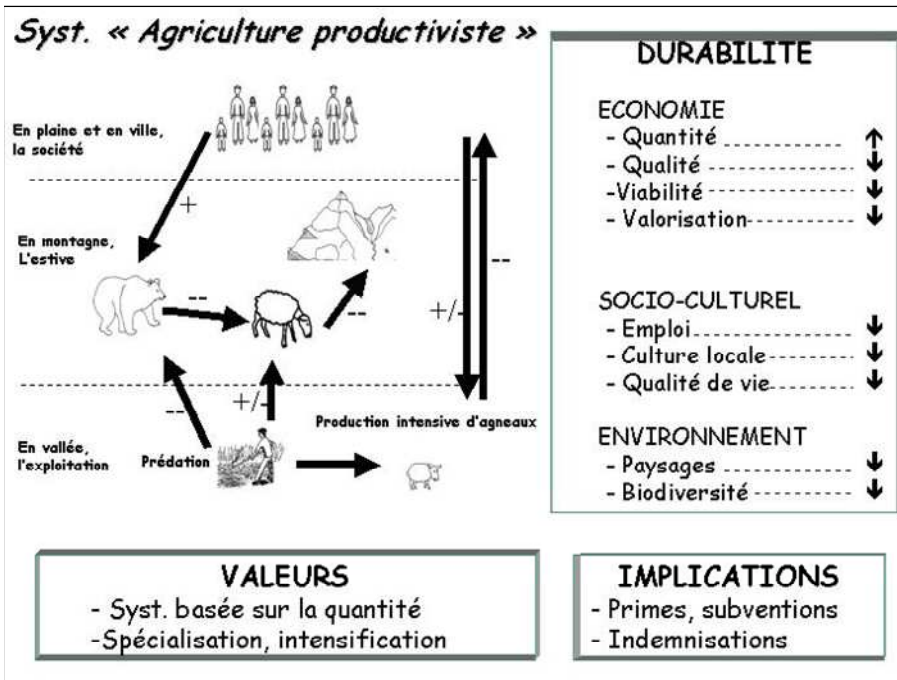 Syst. « Agriculture productiviste »
En plaine et en ville,
la société
+
En montagne,
L'estive
--
--
--
+/-
--
+/-
Production intensive d'agneaux
En vallée,
l'exploitation
Prédation
DURABILITE
ECONOMIE
- Quantité ↑
- Qualité ↓
-Viabilité ↓
- Valorisation ↓
SOCIO-CULTUREL
- Emploi ↓
- Culture locale ↓
- Qualité de vie ↓
ENVIRONNEMENT
- Paysages ↓
- Biodiversité ↓
VALEURS
- Syst. basée sur la quantité
-Spécialisation, intensification
IMPLICATIONS
- Primes, subventions
- Indemnisations